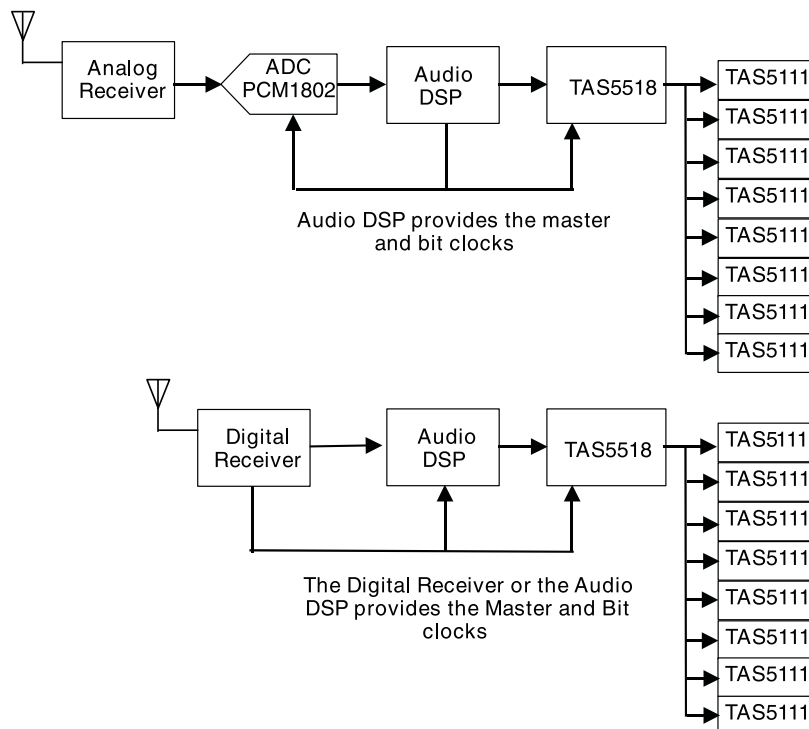 Analog
Receiver
ADC
PCM1802
Audio
DSP
TAS5518
TAS5111
TAS5111
TAS5111
TAS5111
TAS5111
TAS5111
TAS5111
TAS5111
Audio DSP provides the master
and bit clocks
Digital
Receiver
Audio
DSP
TAS5518
TAS5111
TAS5111
TAS5111
TAS5111
TAS5111
TAS5111
TAS5111
TAS5111
The Digital Receiver or the Audio
DSP provides the Master and Bit
clocks